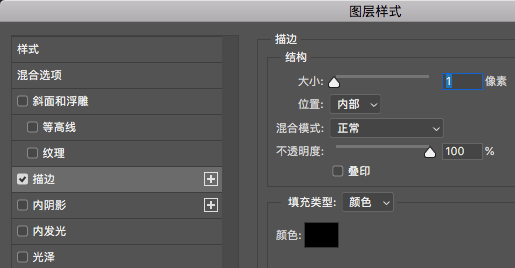 图层样式
样式
混合选项
斜面和浮雕
等高线
纹理
描边
内阴影
内发光
光泽
描边
结构
大小: 1 像素
位置: 内部
混合模式: 正常
不透明度: 100 %
叠印
填充类型: 颜色
颜色: